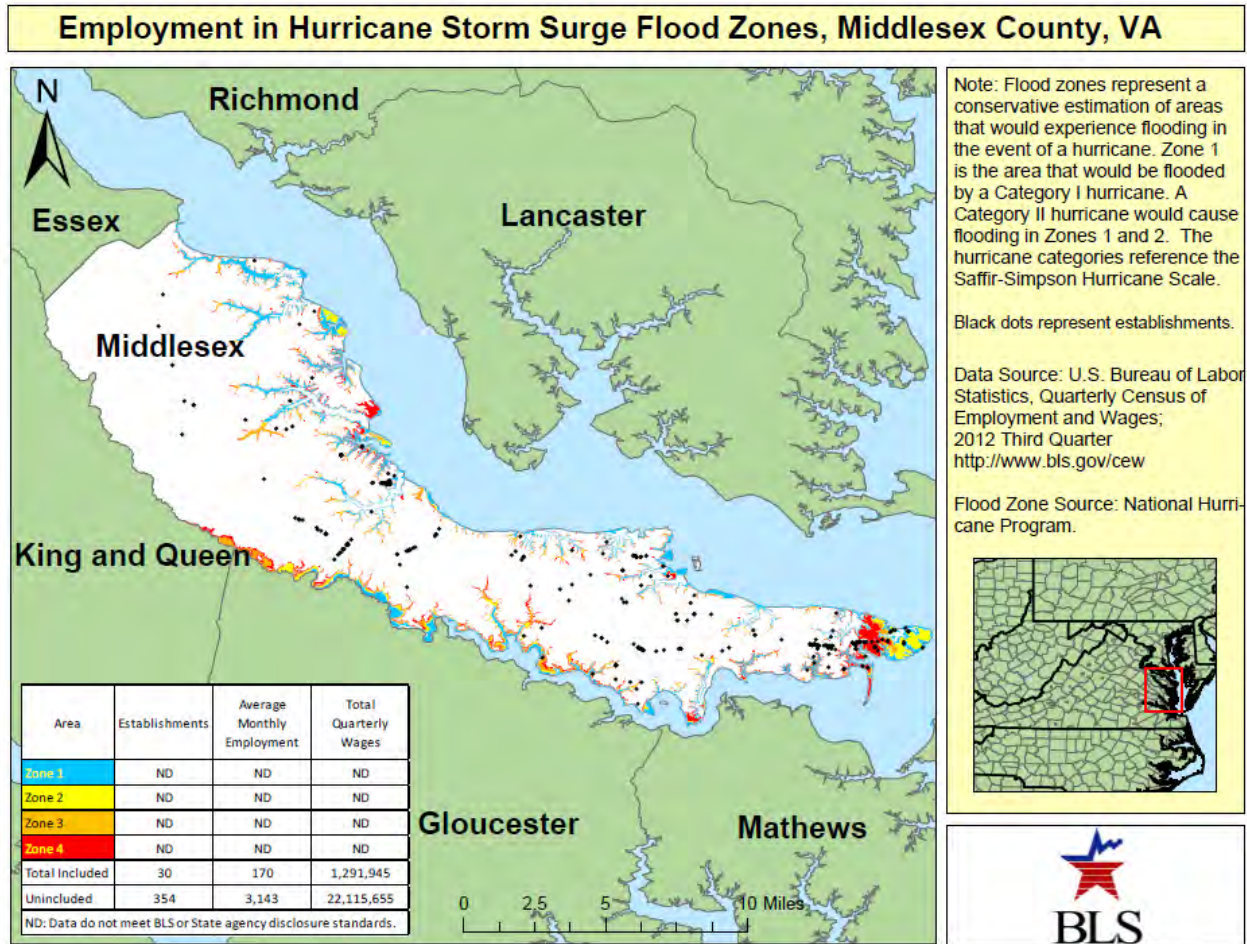 Employment in Hurricane Storm Surge Flood Zones, Middlesex County, VA
N
Richmond
Essex
Lancaster
Middlesex
King and Queen
Gloucester
Mathews
Area Establishments Average Monthly Employment Total Quarterly Wages
Zone 1 ND ND ND
Zone 2 ND ND ND
Zone 3 ND ND ND
Zone 4 ND ND ND
Total Included 30 170 1,291,945
Unincluded 354 3,143 22,115,655
ND: Data do not meet BLS or State agency disclosure standards.
0 2.5 5 10 Miles
Note: Flood zones represent a
conservative estimation of areas
that would experience flooding in
the event of a hurricane. Zone 1
is the area that would be flooded
by a Category I hurricane. A
Category II hurricane would cause
flooding in Zones 1 and 2. The
hurricane categories reference the
Saffir-Simpson Hurricane Scale.
Black dots represent establishments.
Data Source: U.S. Bureau of Labor
Statistics, Quarterly Census of
Employment and Wages;
2012 Third Quarter
http://www.bls.gov/cew
Flood Zone Source: National Hurri-
cane Program.
BLS